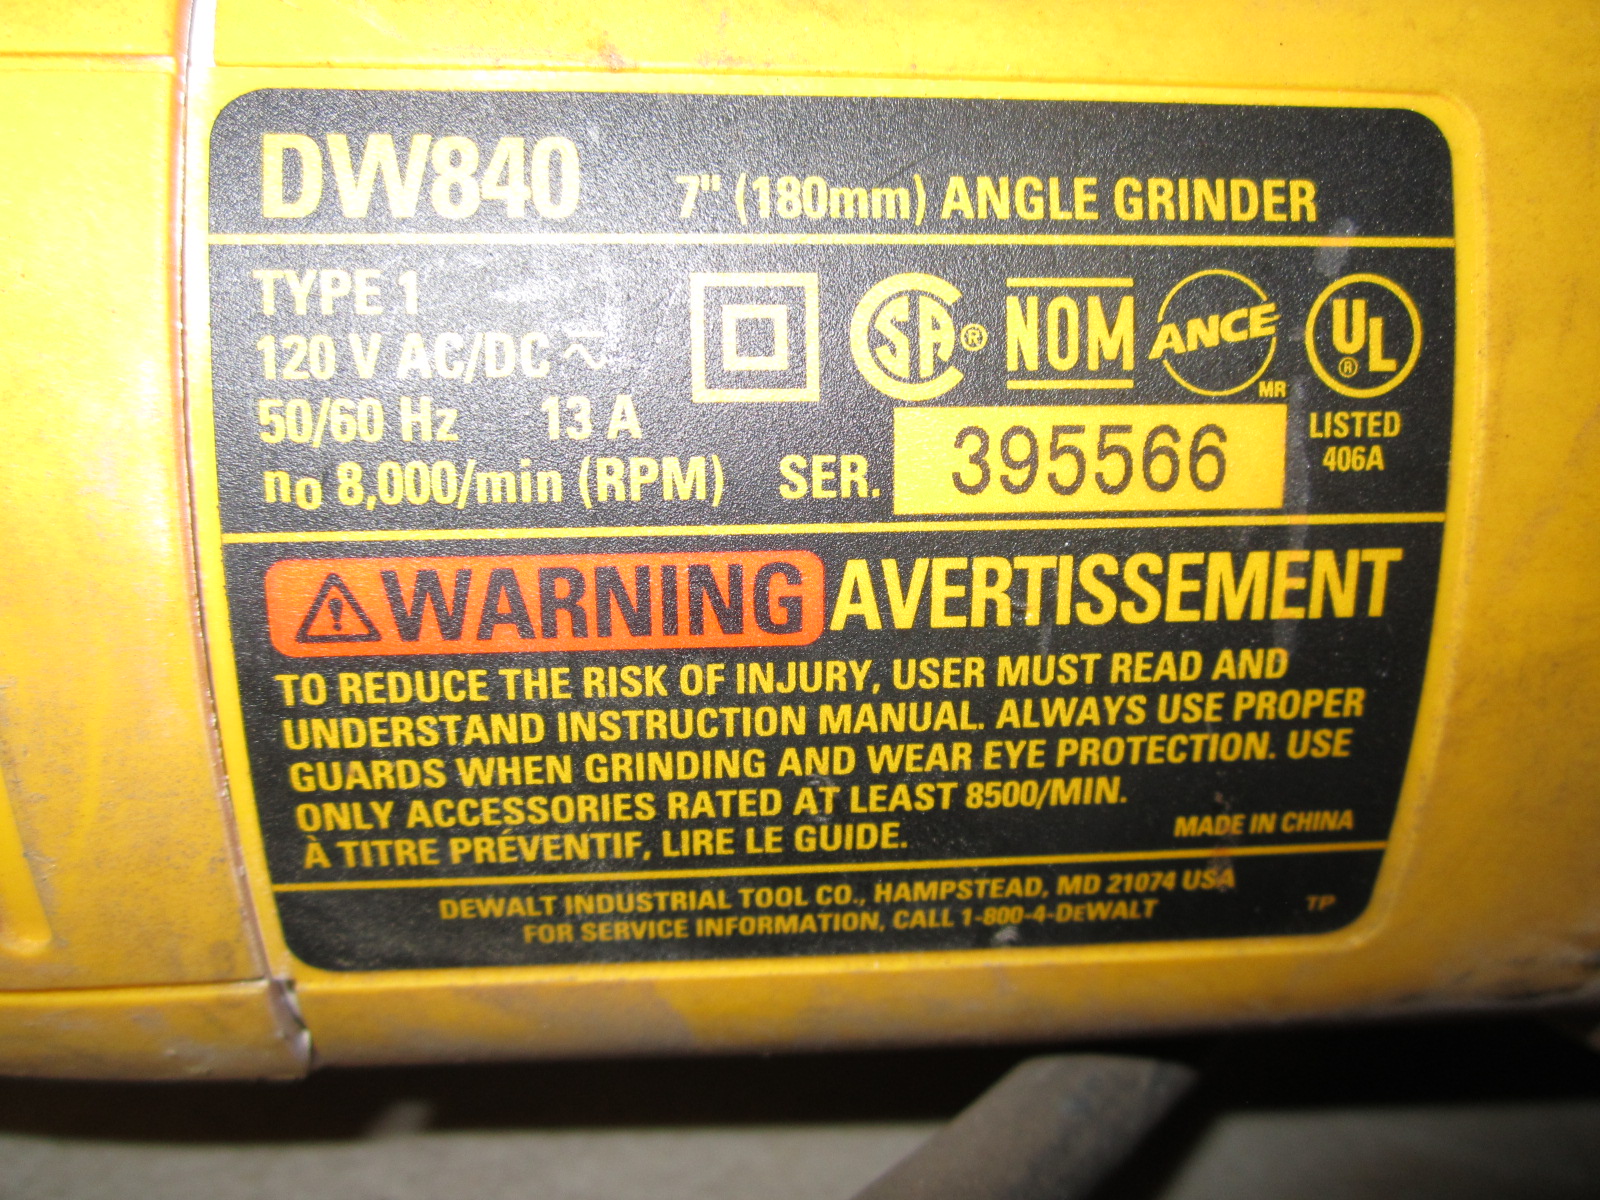 DW840 7" (180mm) ANGLE GRINDER
TYPE 1
120 V AC/DC
50/60 Hz 13 A
no 8,000/min (RPM)
SA®
NOM
ANCE MR
UL®
LISTED
406A
SER. 395566
WARNING AVERTISSEMENT
TO REDUCE THE RISK OF INJURY, USER MUST READ AND
UNDERSTAND INSTRUCTION MANUAL. ALWAYS USE PROPER
GUARDS WHEN GRINDING AND WEAR EYE PROTECTION. USE
ONLY ACCESSORIES RATED AT LEAST 8500/MIN.
À TITRE PRÉVENTIF, LIRE LE GUIDE.
MADE IN CHINA
DEWALT INDUSTRIAL TOOL CO., HAMPSTEAD, MD 21074 USA
FOR SERVICE INFORMATION, CALL 1-800-4-DEWALT
TP